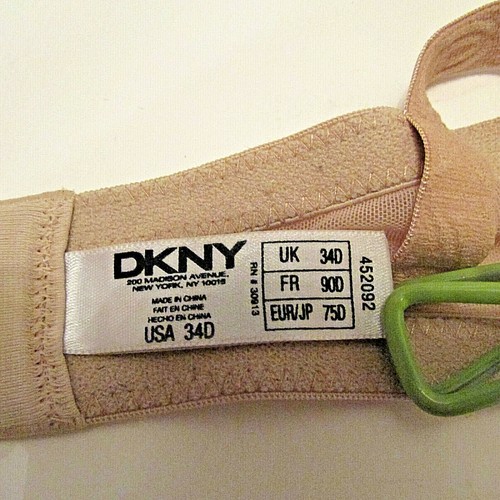 DKNY
200 MADISON AVENUE,
NEW YORK, NY 10016
MADE IN CHINA
FAIT EN CHINE
HECHO EN CHINA
USA 34D
RN # 30913
UK 34D
FR 90D
EUR/JP 75D
452092